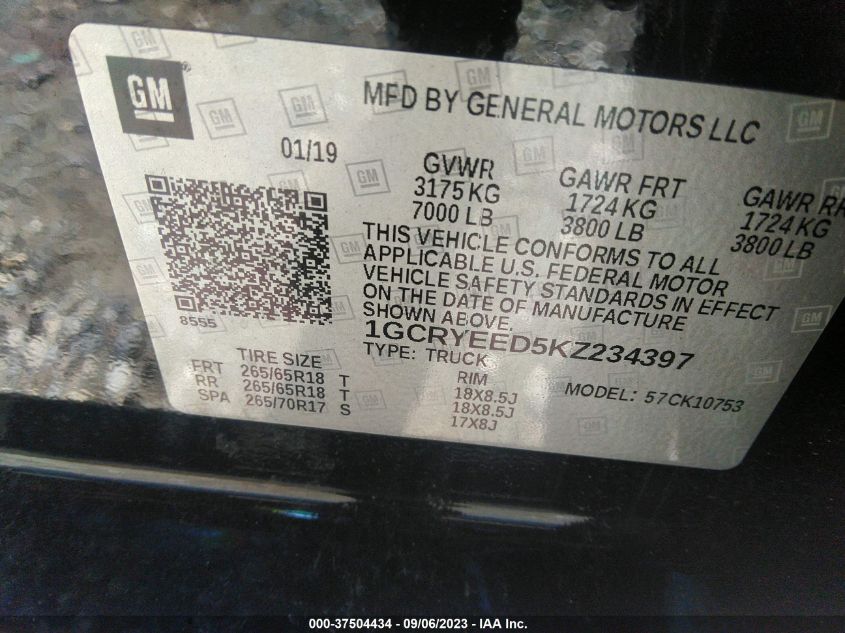 GM
MFD BY GENERAL MOTORS LLC
01/19
GVWR
3175 KG
7000 LB
GAWR FRT
1724 KG
3800 LB
GAWR RR
1724 KG
3800 LB
THIS VEHICLE CONFORMS TO ALL
APPLICABLE U.S. FEDERAL MOTOR
VEHICLE SAFETY STANDARDS IN EFFECT
ON THE DATE OF MANUFACTURE
SHOWN ABOVE.
1GCRYEED5KZ234397
TYPE: TRUCK
MODEL: 57CK10753
8555
TIRE SIZE RIM
FRT 265/65R18 T 18X8.5J
RR 265/65R18 T 18X8.5J
SPA 265/70R17 S 17X8J
000-37504434 - 09/06/2023 - IAA Inc.